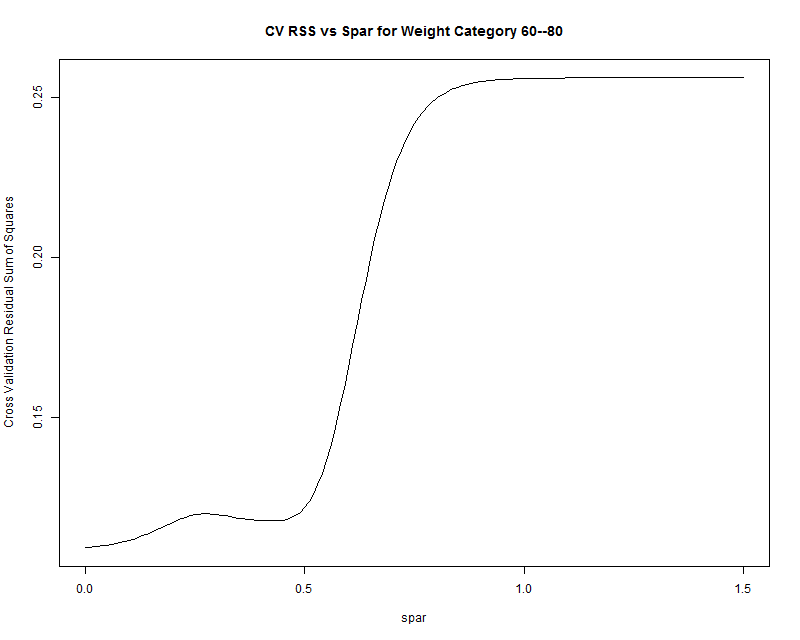 CV RSS vs Spar for Weight Category 60--80
Cross Validation Residual Sum of Squares
0.25
0.20
0.15
0.0 0.5 1.0 1.5
spar